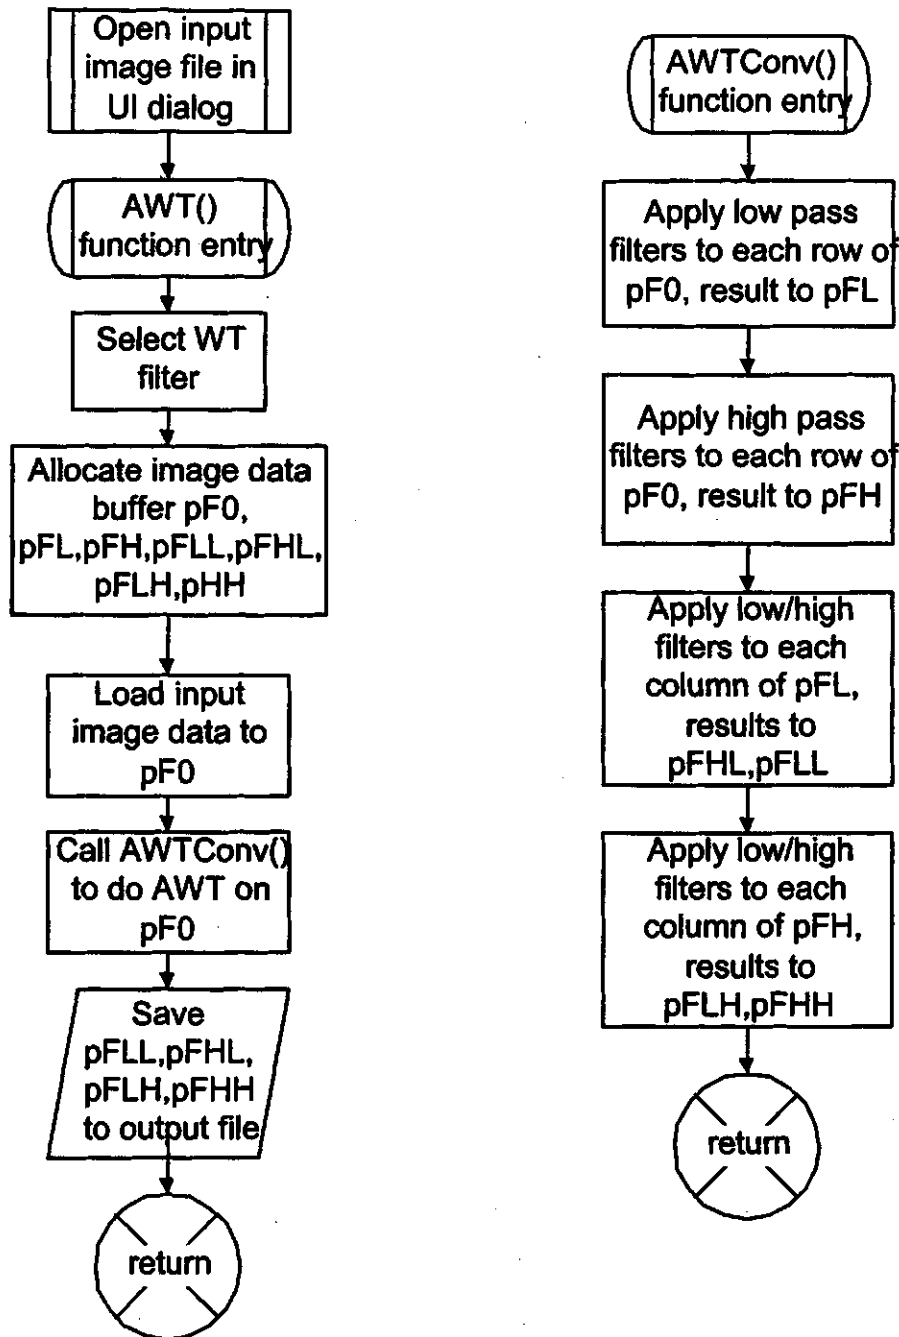 Open input
image file in
UI dialog
AWT()
function entry
Select WT
filter
Allocate image data
buffer pF0,
pFL,pFH,pFLL,pFHL,
pFLH,pHH
Load input
image data to
pF0
Call AWTConv()
to do AWT on
pF0
Save
pFLL,pFHL,
pFLH,pFHH
to output file
return
AWTConv()
function entry
Apply low pass
filters to each row of
pF0, result to pFL
Apply high pass
filters to each row of
pF0, result to pFH
Apply low/high
filters to each
column of pFL,
results to
pFHL,pFLL
Apply low/high
filters to each
column of pFH,
results to
pFLH,pFHH
return